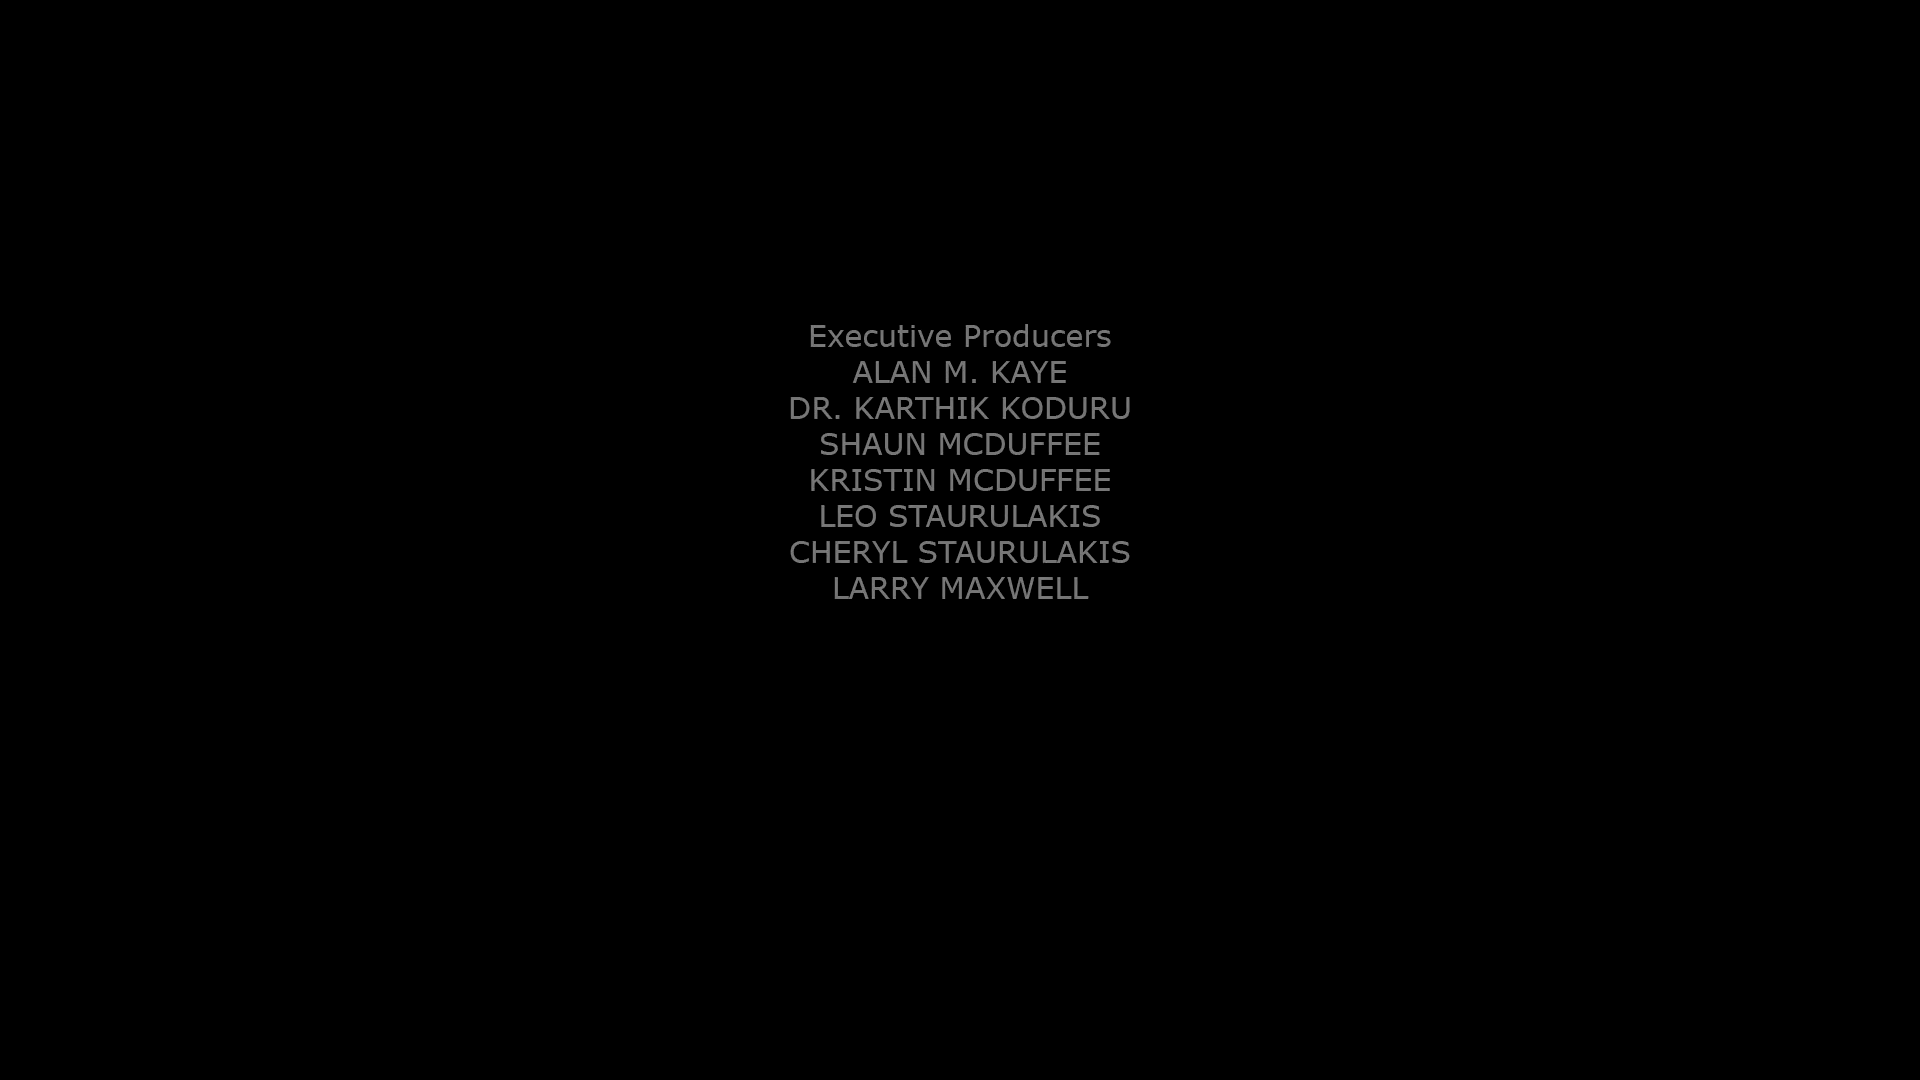 Executive Producers
ALAN M. KAYE
DR. KARTHIK KODURU
SHAUN MCDUFFEE
KRISTIN MCDUFFEE
LEO STAURULAKIS
CHERYL STAURULAKIS
LARRY MAXWELL